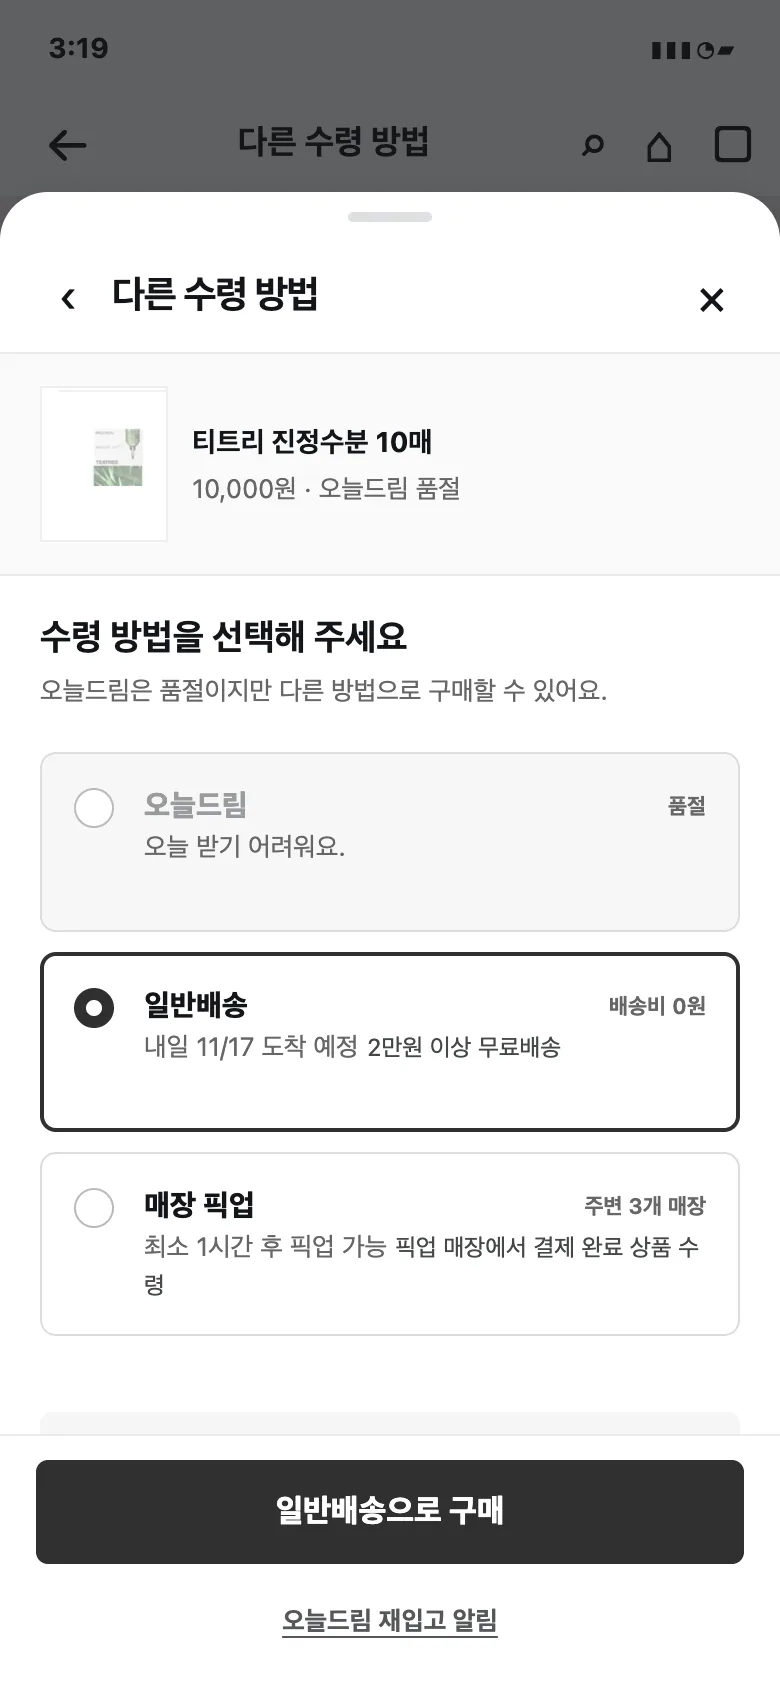 3:19
다른 수령 방법
다른 수령 방법
티트리 진정수분 10매
10,000원 · 오늘드림 품절
수령 방법을 선택해 주세요
오늘드림은 품절이지만 다른 방법으로 구매할 수 있어요.
오늘드림 품절
오늘 받기 어려워요.
일반배송 배송비 0원
내일 11/17 도착 예정 2만원 이상 무료배송
매장 픽업 주변 3개 매장
최소 1시간 후 픽업 가능 픽업 매장에서 결제 완료 상품 수
령
일반배송으로 구매
오늘드림 재입고 알림